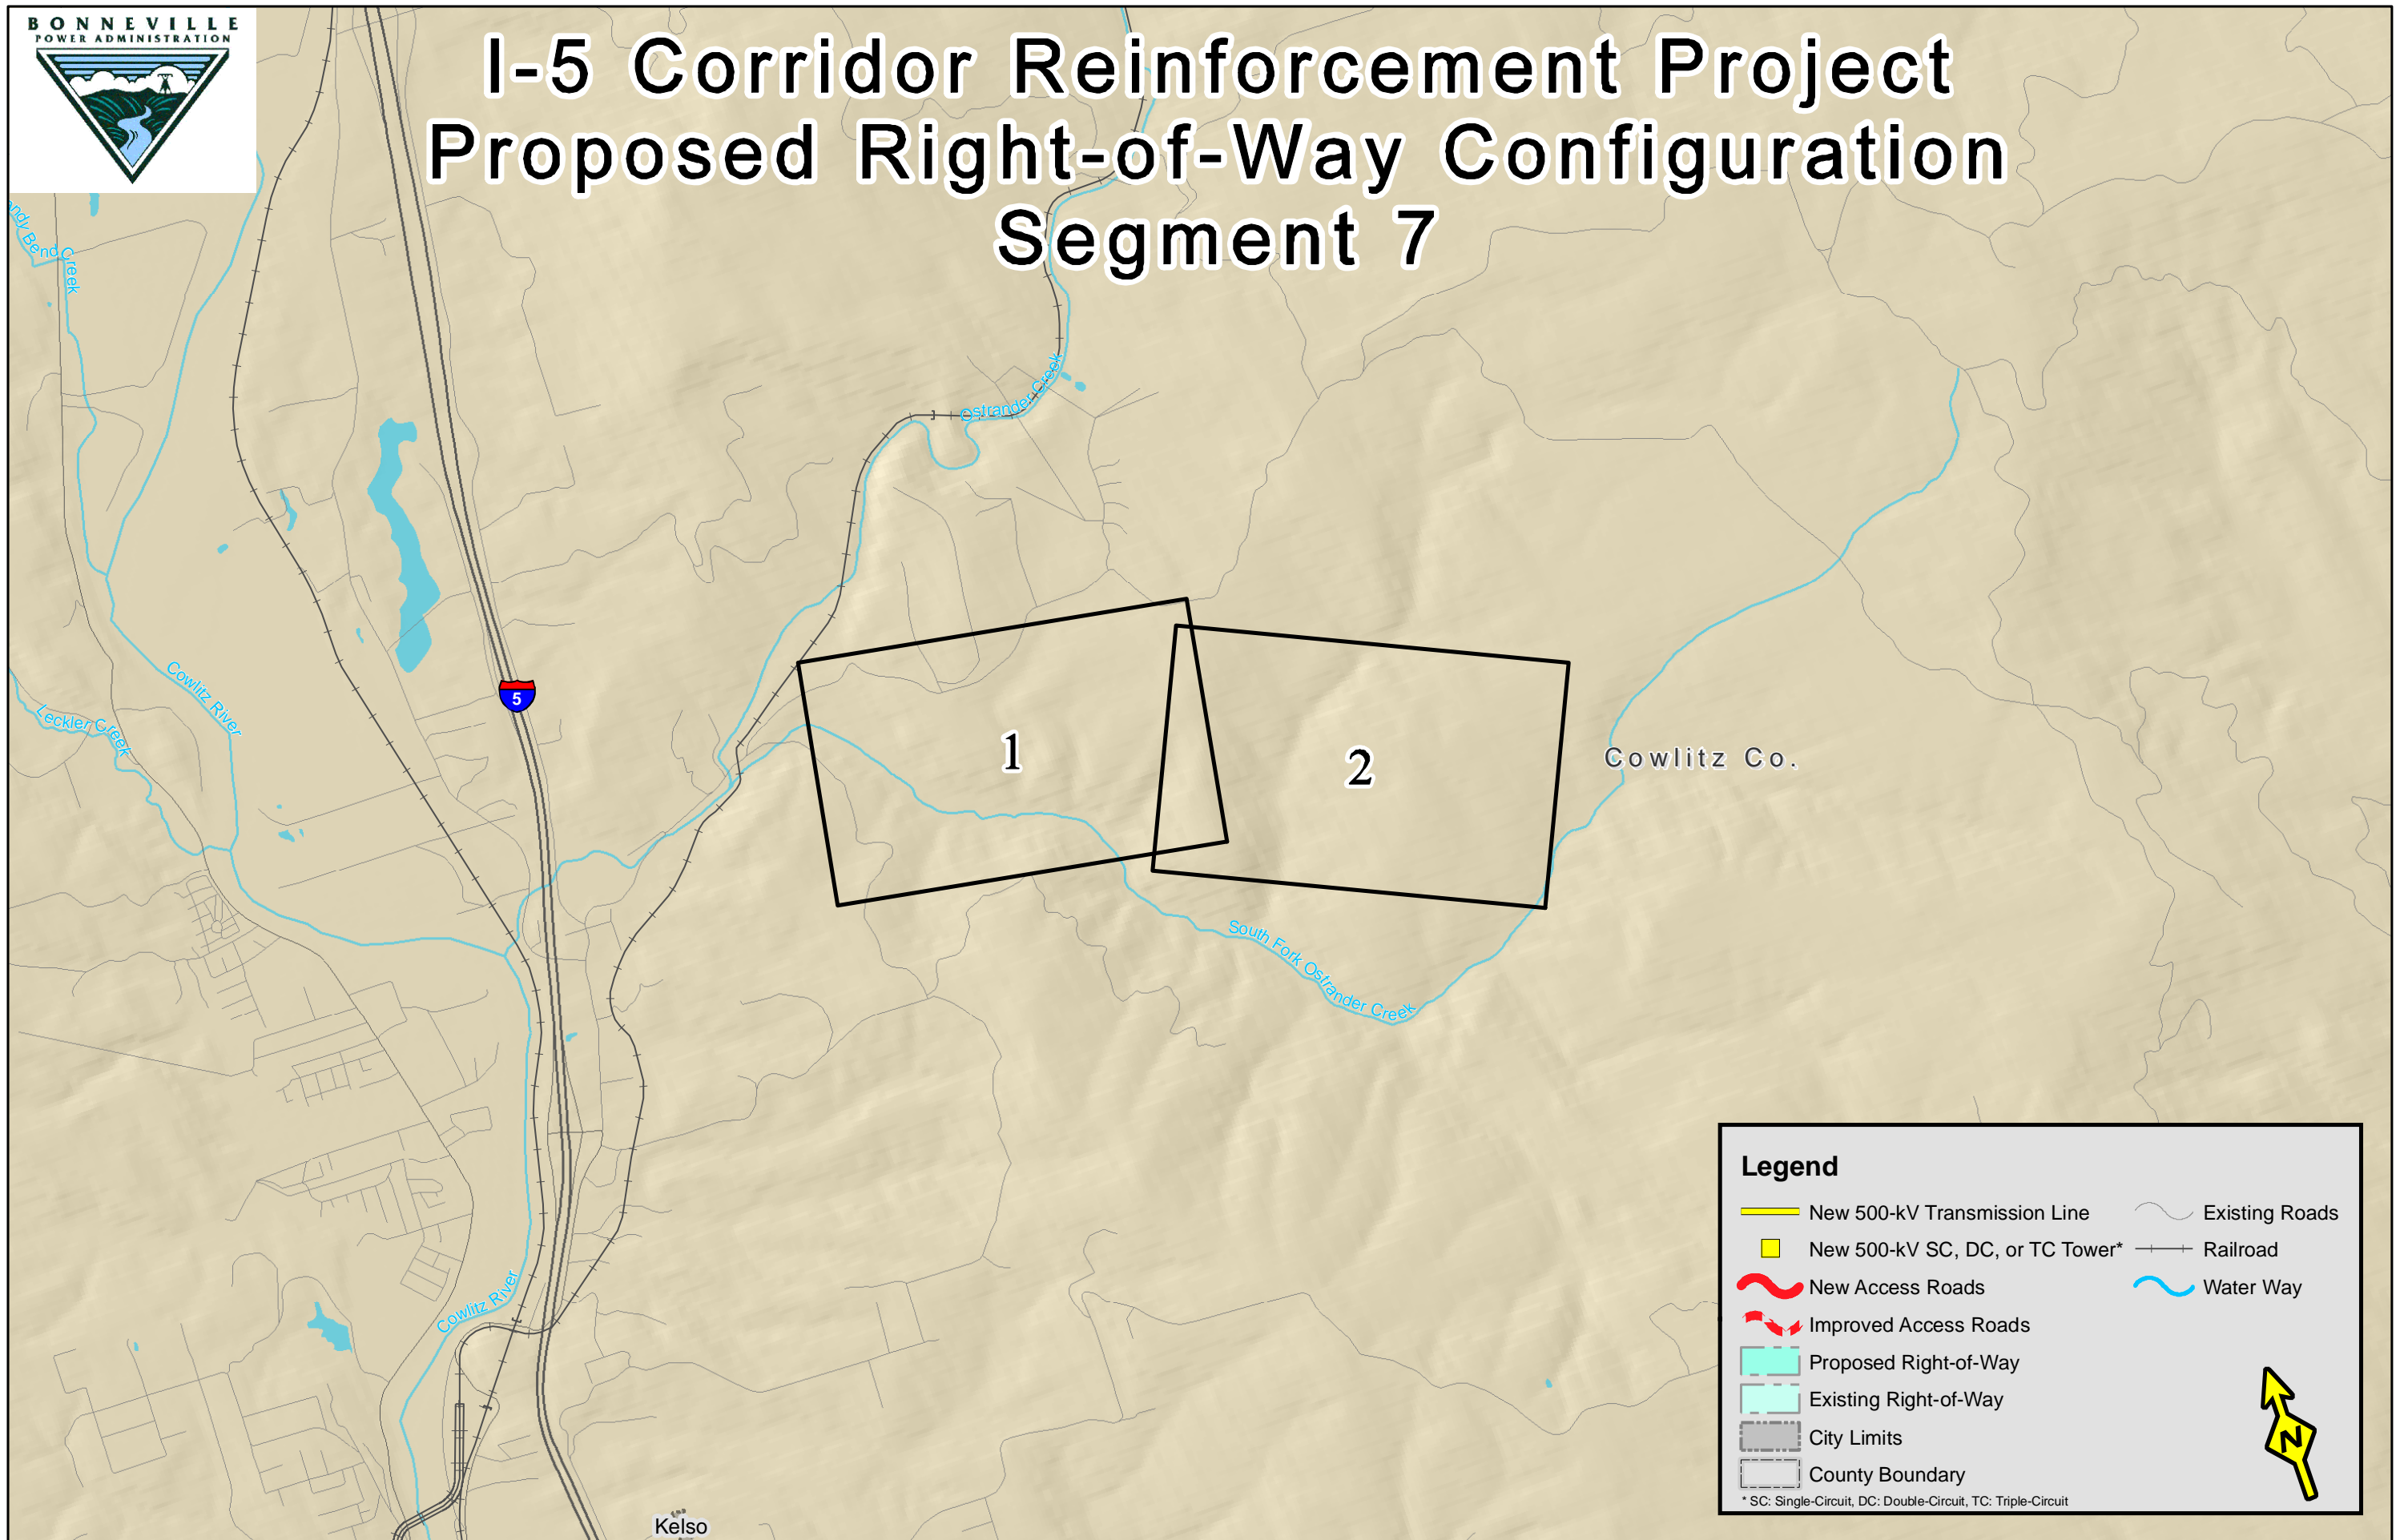 BONNEVILLE
POWER ADMINISTRATION
I-5 Corridor Reinforcement Project
Proposed Right-of-Way Configuration
Segment 7
Bend Creek
Ostrander Creek
Cowlitz River
Leckler Creek
5
1
2
Cowlitz Co.
South Fork Ostrander Creek
Cowlitz River
Kelso
Legend
New 500-kV Transmission Line
New 500-kV SC, DC, or TC Tower*
New Access Roads
Improved Access Roads
Proposed Right-of-Way
Existing Right-of-Way
City Limits
County Boundary
Existing Roads
Railroad
Water Way
* SC: Single-Circuit, DC: Double-Circuit, TC: Triple-Circuit
N